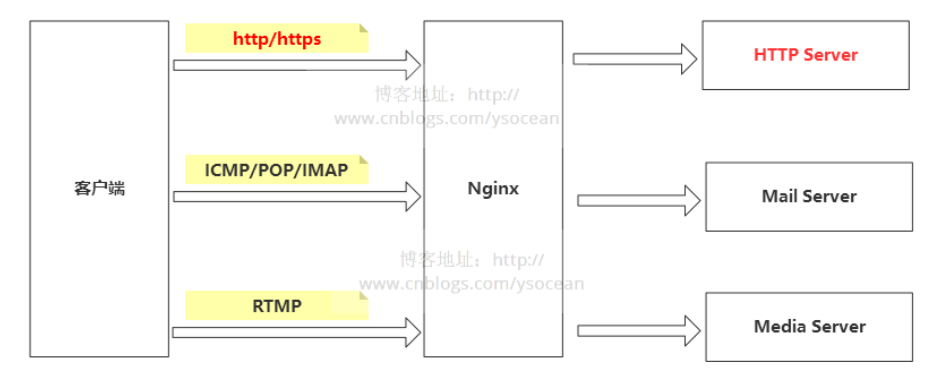 http/https
HTTP Server
博客地址：http://
www.cnblogs.com/ysocean
ICMP/POP/IMAP
客户端
Nginx
Mail Server
博客地址：http://
www.cnblogs.com/ysocean
RTMP
Media Server